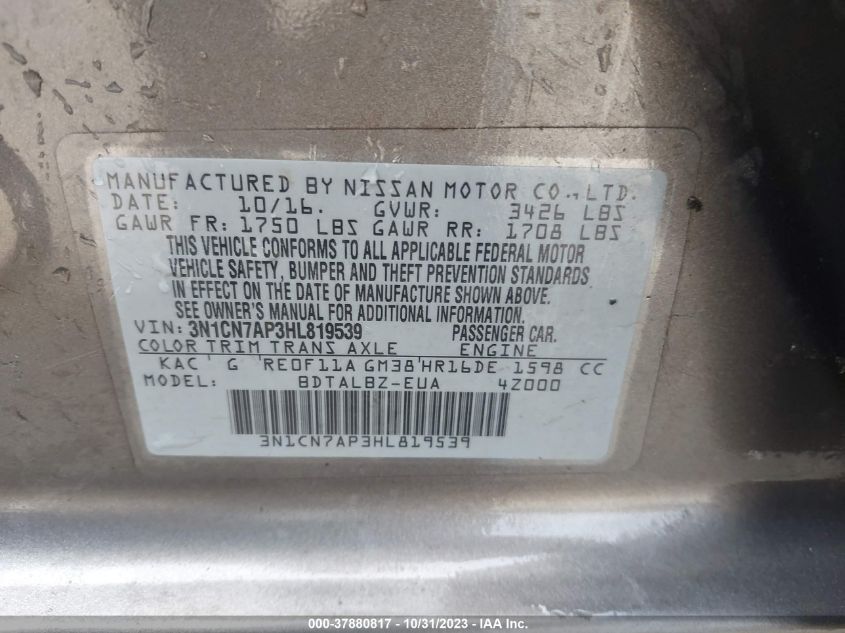 MANUFACTURED BY NISSAN MOTOR CO., LTD.
DATE: 10/16. GVWR: 3426 LBS
GAWR FR: 1750 LBS GAWR RR: 1708 LBS
THIS VEHICLE CONFORMS TO ALL APPLICABLE FEDERAL MOTOR
VEHICLE SAFETY, BUMPER AND THEFT PREVENTION STANDARDS
IN EFFECT ON THE DATE OF MANUFACTURE SHOWN ABOVE.
SEE OWNER'S MANUAL FOR ADDITIONAL INFORMATION.
VIN: 3N1CN7AP3HL819539 PASSENGER CAR.
COLOR TRIM TRANS AXLE ENGINE
KAC ' G 'RE0F11A GM38'HR16DE 1598 CC
MODEL: BDTALBZ-EUA 4Z000
3N1CN7AP3HL819539
000-37880817 - 10/31/2023 - IAA Inc.